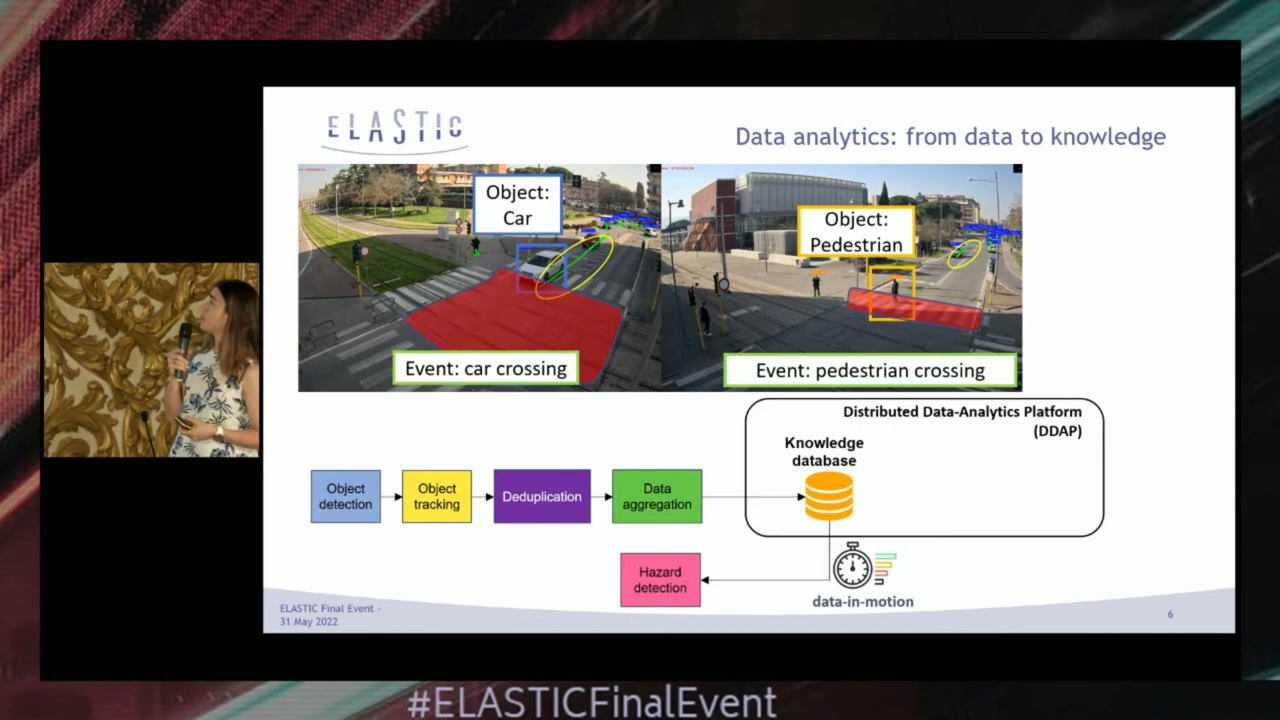 ELASTIC
Data analytics: from data to knowledge
Object:
Car
Object:
Pedestrian
Event: car crossing
Event: pedestrian crossing
Distributed Data-Analytics Platform
(DDAP)
Knowledge
database
Object
detection
Object
tracking
Deduplication
Data
aggregation
Hazard
detection
data-in-motion
ELASTIC Final Event -
31 May 2022
6
#ELASTICFinalEvent